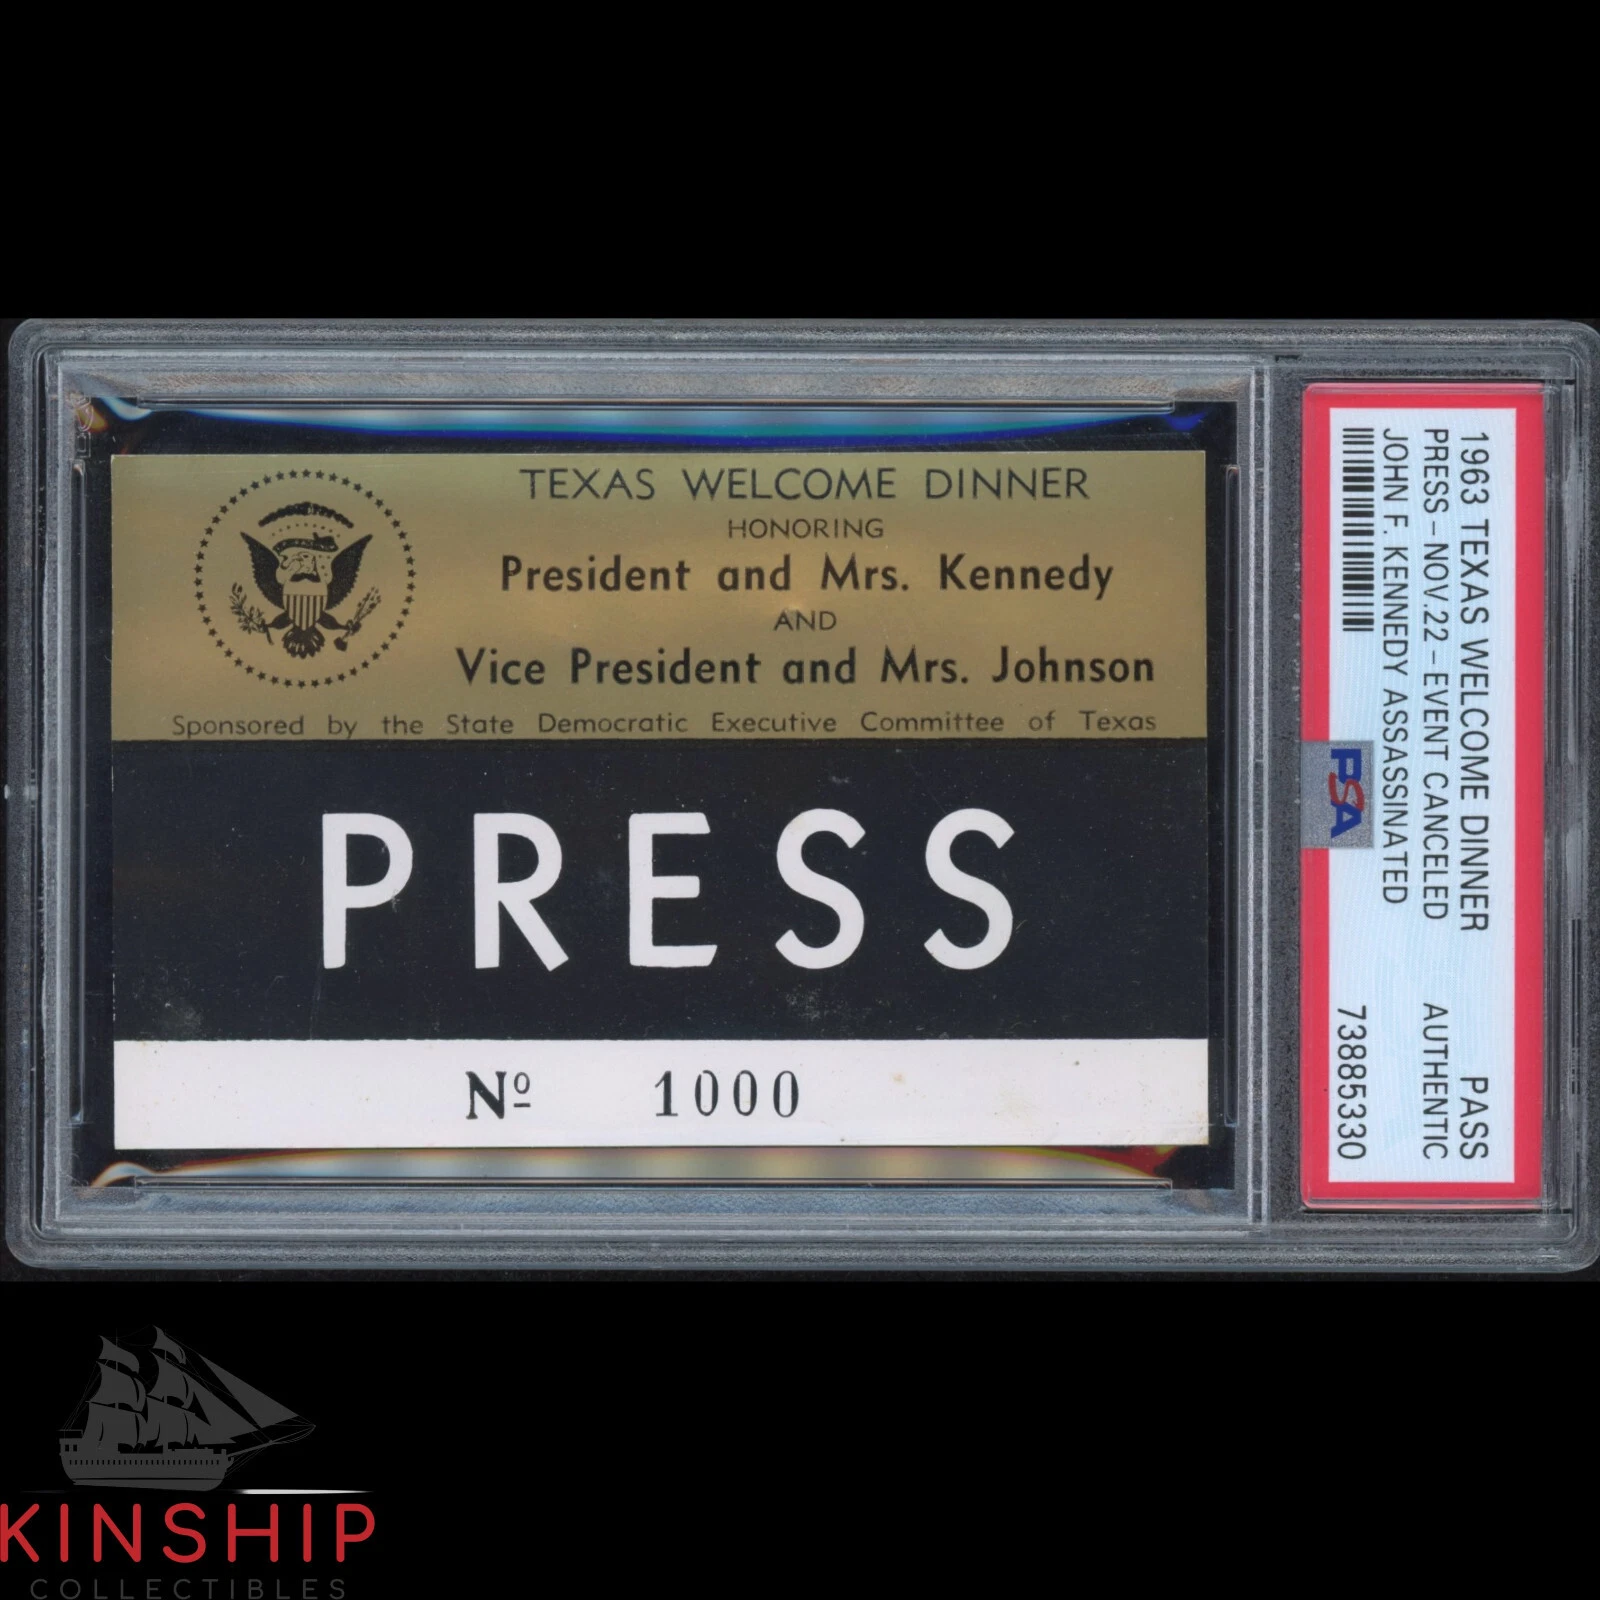 TEXAS WELCOME DINNER
HONORING
President and Mrs. Kennedy
AND
Vice President and Mrs. Johnson
Sponsored by the State Democratic Executive Committee of Texas
PRESS
Nº 1000
1963 TEXAS WELCOME DINNER PASS
PRESS-NOV.22-EVENT CANCELED AUTHENTIC
JOHN F. KENNEDY ASSASSINATED
73885330
PSA
KINSHIP
COLLECTIBLES